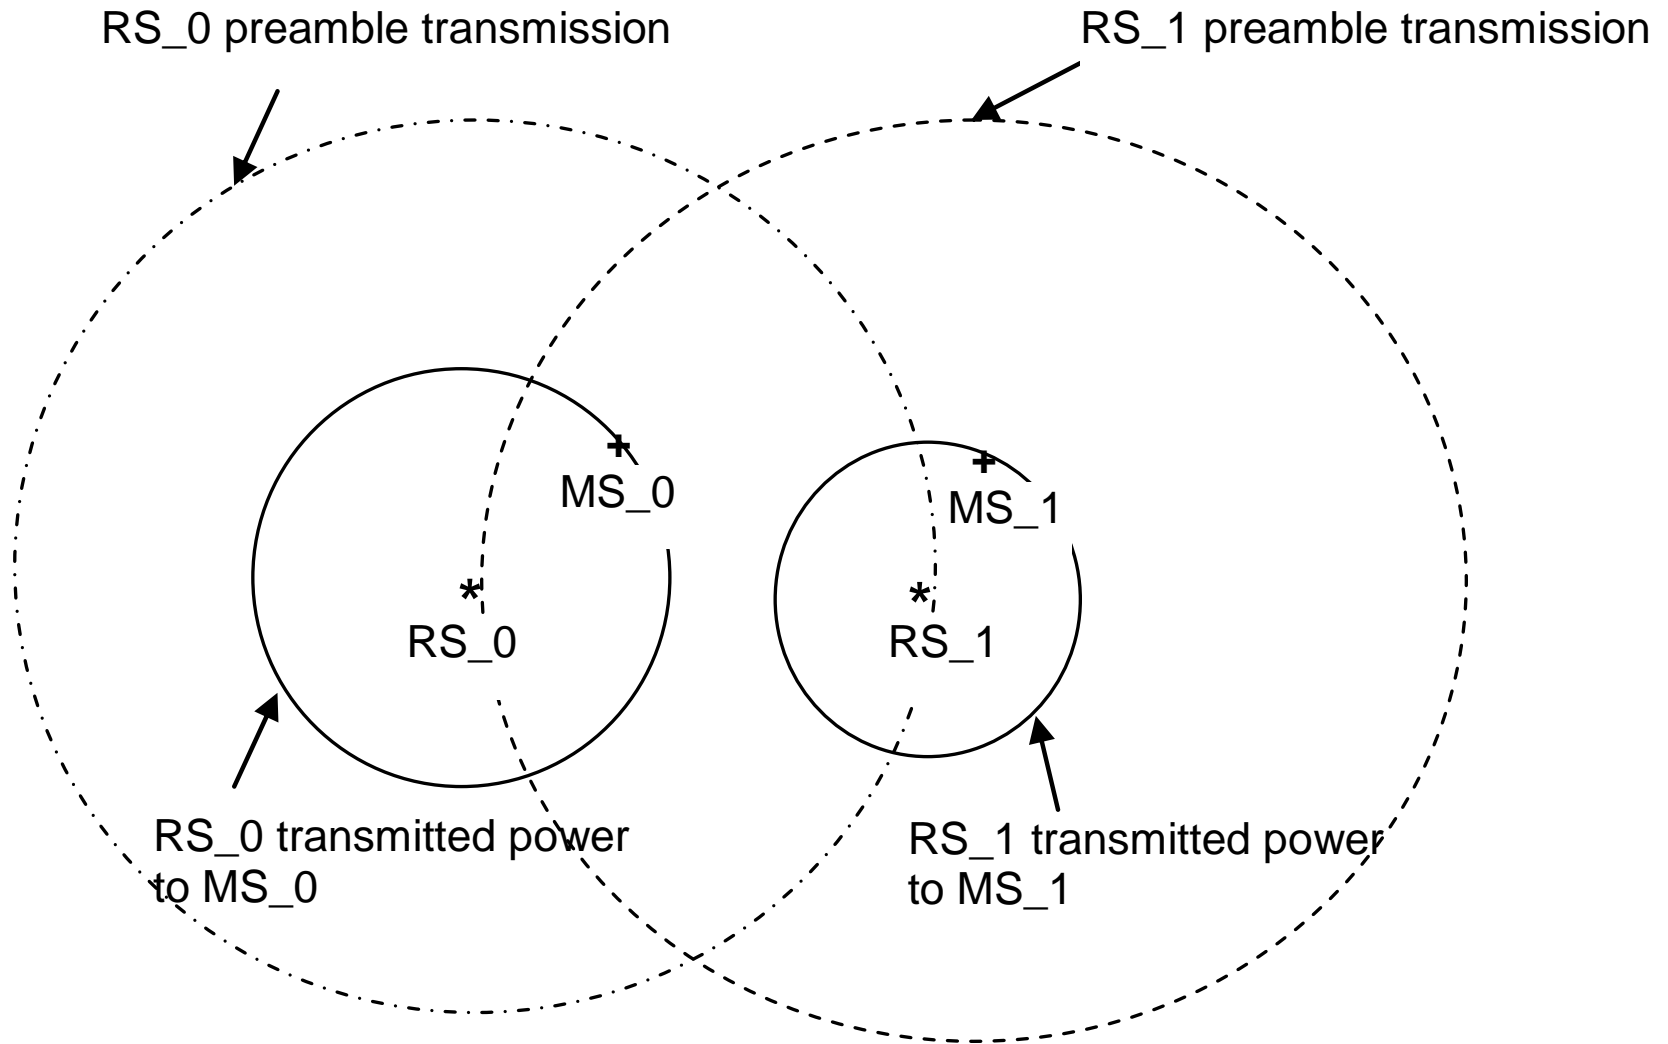 RS_0 preamble transmission
RS_1 preamble transmission
MS_0
MS_1
*
RS_0
*
RS_1
RS_0 transmitted power
to MS_0
RS_1 transmitted power
to MS_1